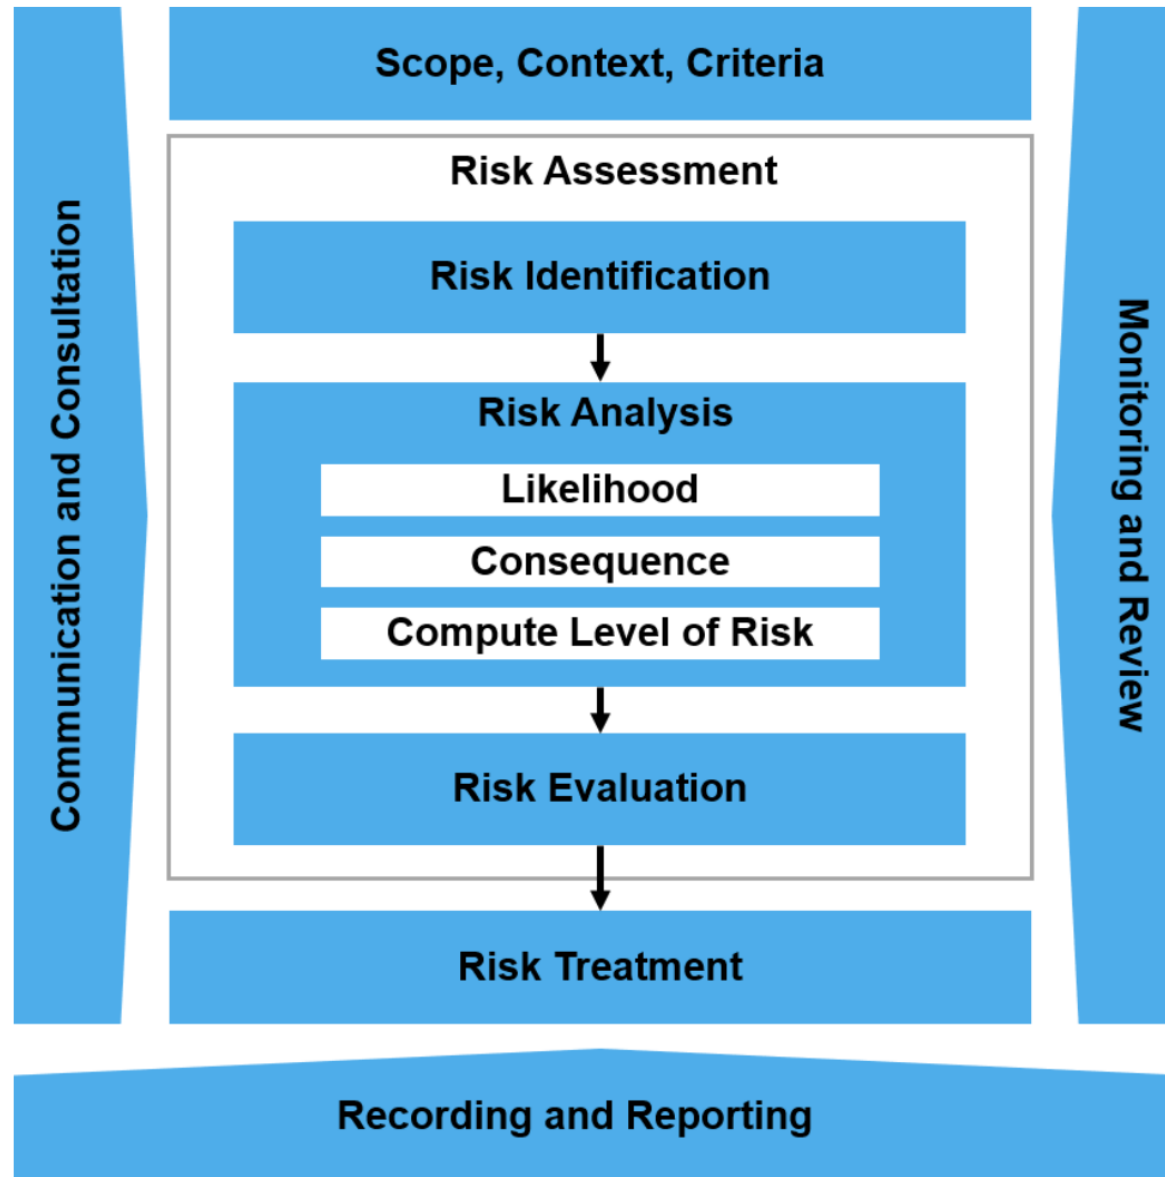 Scope, Context, Criteria
Risk Assessment
Risk Identification
Risk Analysis
Likelihood
Consequence
Compute Level of Risk
Risk Evaluation
Risk Treatment
Communication and Consultation
Monitoring and Review
Recording and Reporting